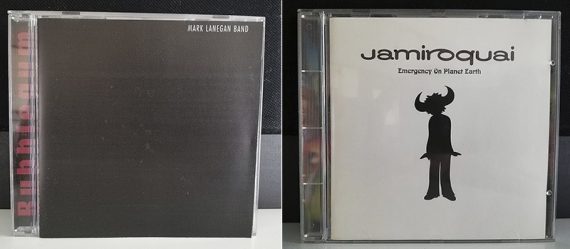 Bubblegum
MARK LANEGAN BAND
Jamiroquai
Emergency On Planet Earth